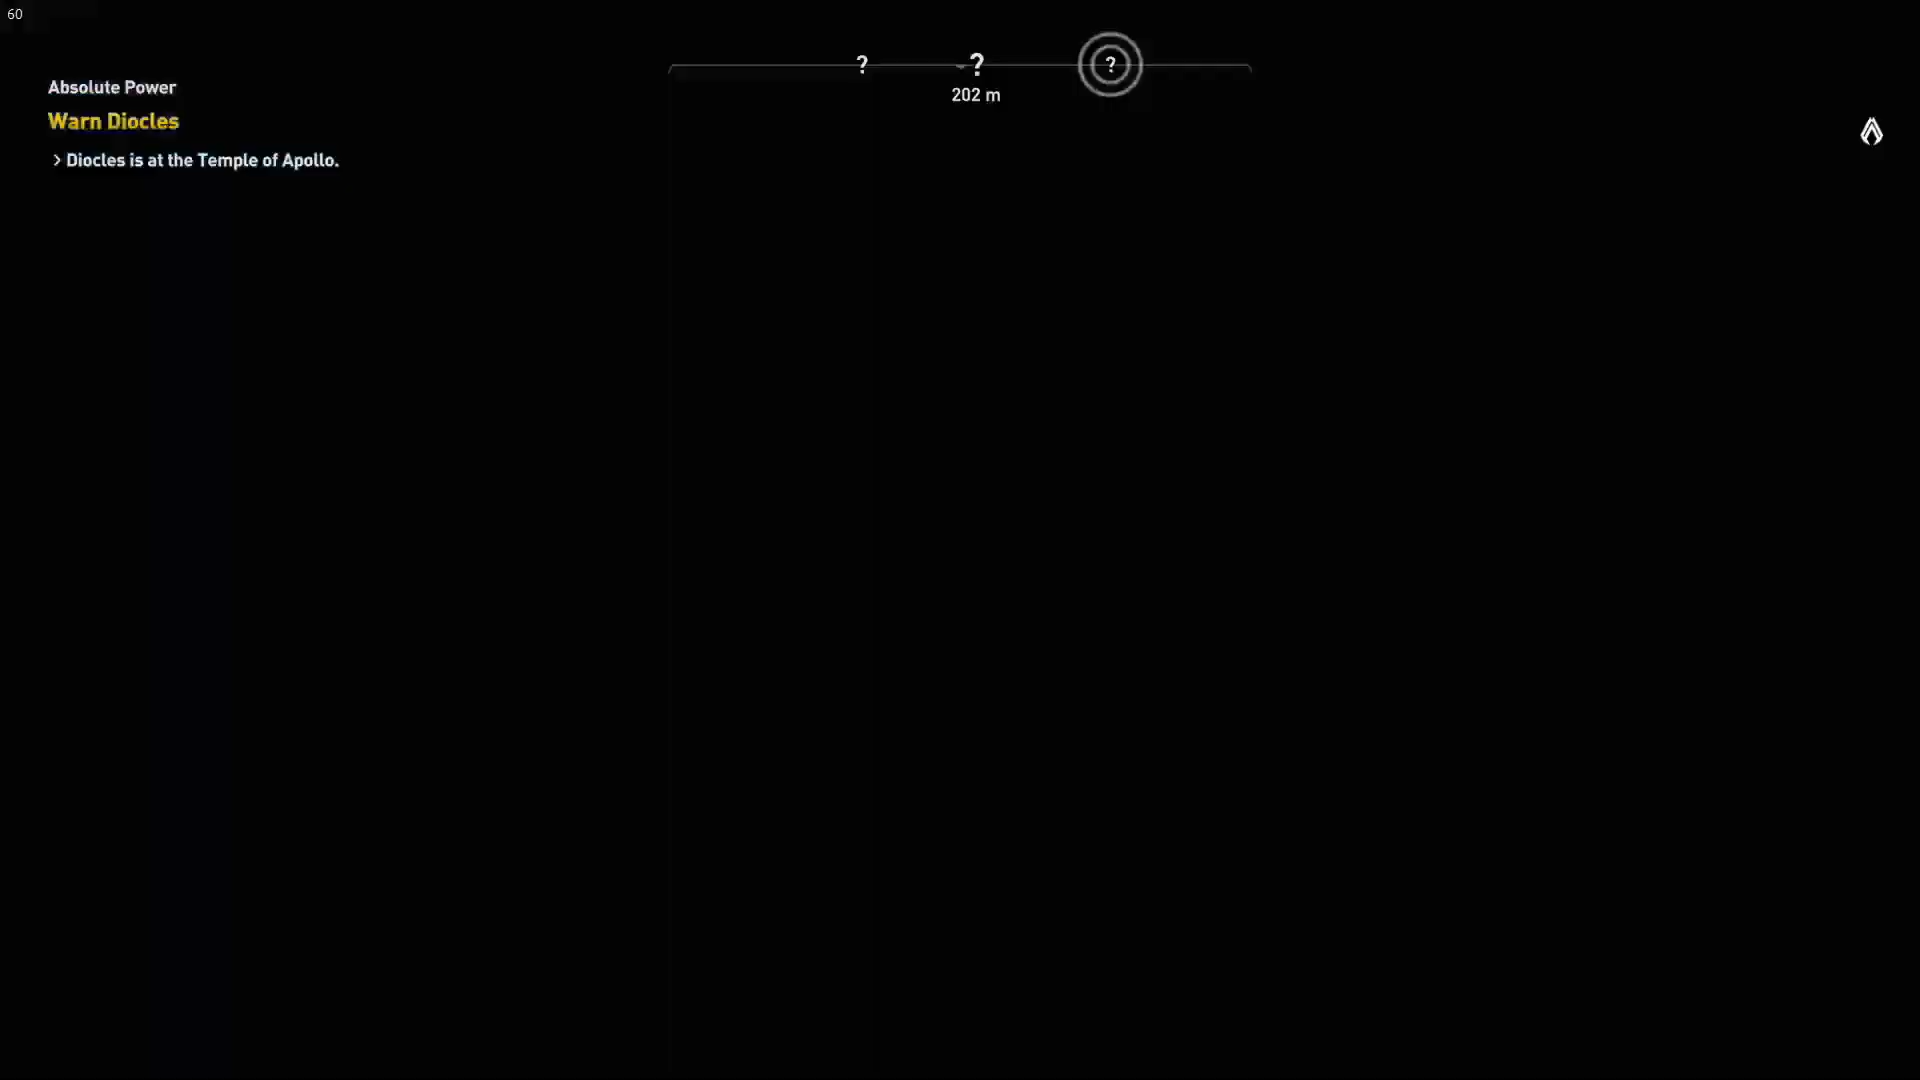 60
? ? ?
202 m
Absolute Power
Warn Diocles
> Diocles is at the Temple of Apollo.